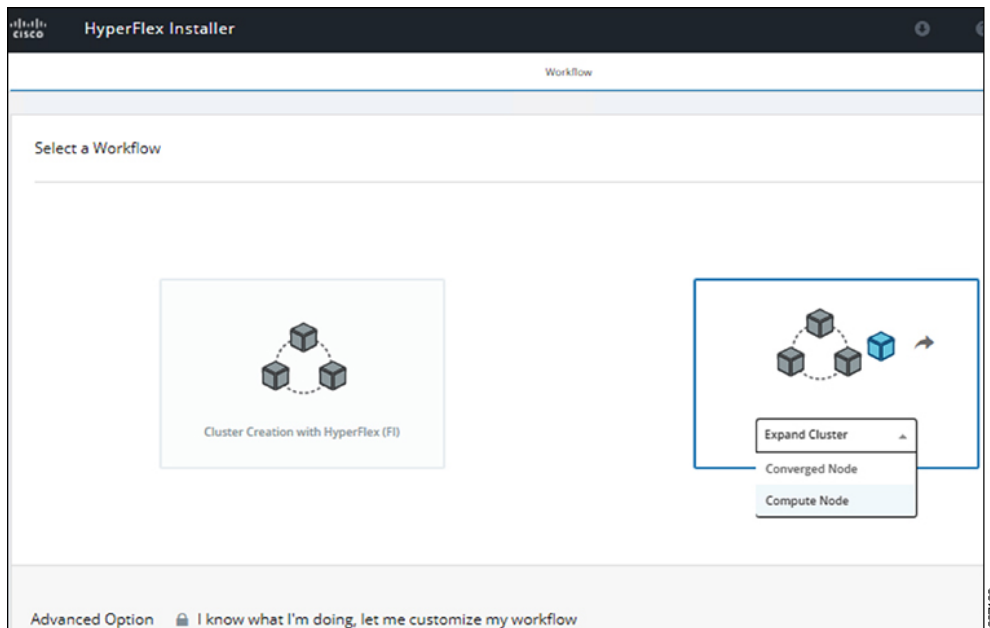 cisco HyperFlex Installer
Workflow
Select a Workflow
Cluster Creation with HyperFlex (FI)
Expand Cluster
Converged Node
Compute Node
Advanced Option I know what I'm doing, let me customize my workflow